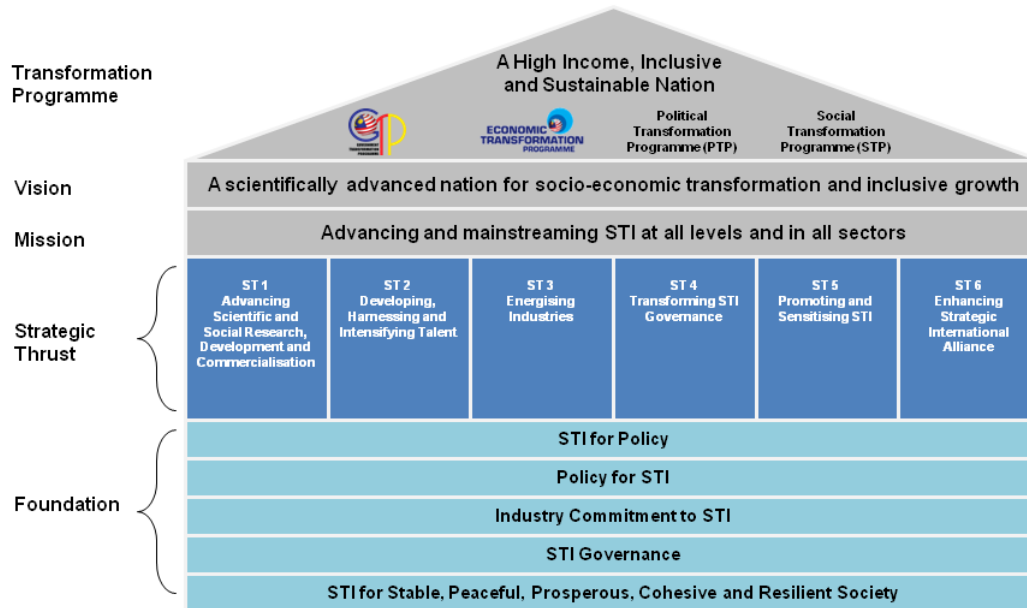 Transformation
Programme
A High Income, Inclusive
and Sustainable Nation
GTP
GOVERNMENT
TRANSFORMATION
PROGRAMME
ECONOMIC
TRANSFORMATION
PROGRAMME
Political
Transformation
Programme (PTP)
Social
Transformation
Programme (STP)
Vision
A scientifically advanced nation for socio-economic transformation and inclusive growth
Mission
Advancing and mainstreaming STI at all levels and in all sectors
Strategic
Thrust
ST 1
Advancing
Scientific and
Social Research,
Development and
Commercialisation
ST 2
Developing,
Harnessing and
Intensifying Talent
ST 3
Energising
Industries
ST 4
Transforming STI
Governance
ST 5
Promoting and
Sensitising STI
ST 6
Enhancing
Strategic
International
Alliance
Foundation
STI for Policy
Policy for STI
Industry Commitment to STI
STI Governance
STI for Stable, Peaceful, Prosperous, Cohesive and Resilient Society